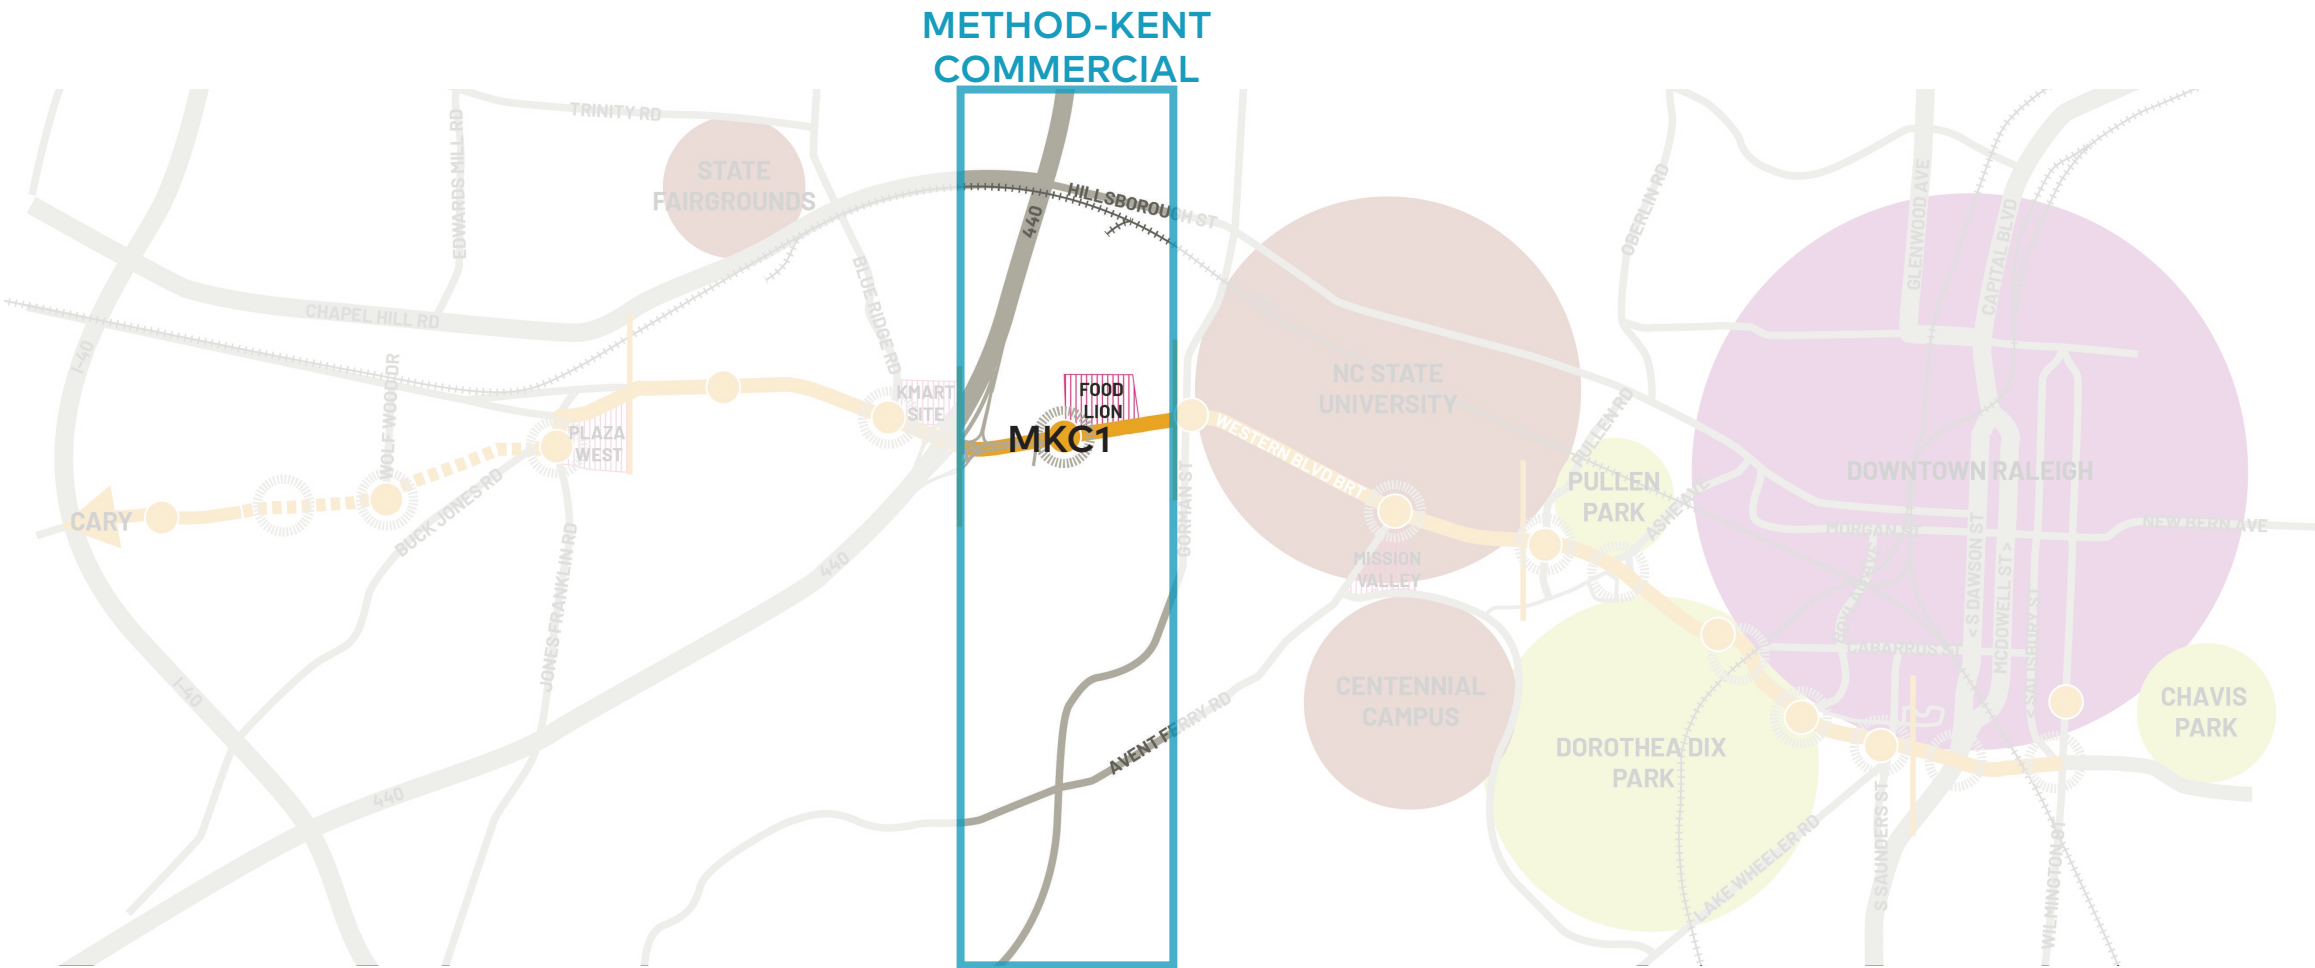 METHOD-KENT
COMMERCIAL
TRINITY RD
EDWARDS MILL RD
STATE
FAIRGROUNDS
HILLSBOROUGH ST
440
OBERLIN RD
GLENWOOD AVE
CAPITAL BLVD
CHAPEL HILL RD
BLUE RIDGE RD
I-40
WOLF WOOD DR
KMART
SITE
FOOD
LION
MKC1
NC STATE
UNIVERSITY
PULLEN RD
PLAZA
WEST
WESTERN BLVD BRT
PULLEN
PARK
DOWNTOWN RALEIGH
CARY
BUCK JONES RD
GORMAN ST
ASHE AVE
MORGAN ST
NEW BERN AVE
JONES FRANKLIN RD
440
MISSION
VALLEY
BOYLAN AVE
< S DAWSON ST
MCDOWELL ST >
< SALISBURY ST
CABARRUS ST
I-40
CENTENNIAL
CAMPUS
CHAVIS
PARK
AVENT FERRY RD
DOROTHEA DIX
PARK
440
LAKE WHEELER RD
S SAUNDERS ST
WILMINGTON ST